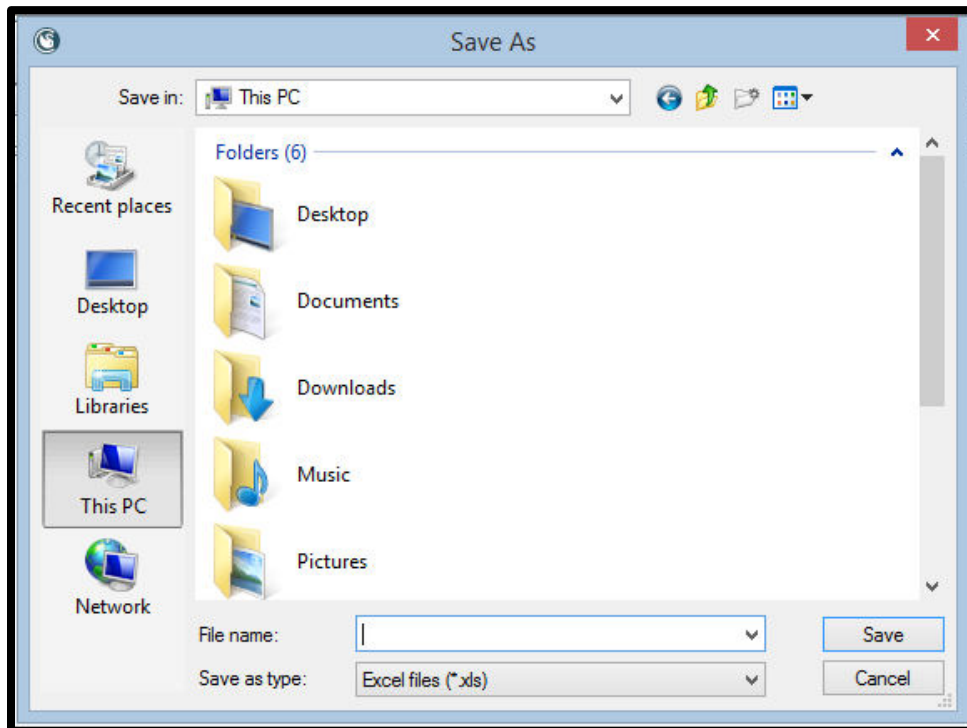 Save As
Save in: This PC
Folders (6)
Recent places
Desktop
Libraries
This PC
Network
Desktop
Documents
Downloads
Music
Pictures
File name:
Save
Save as type: Excel files (*.xls)
Cancel